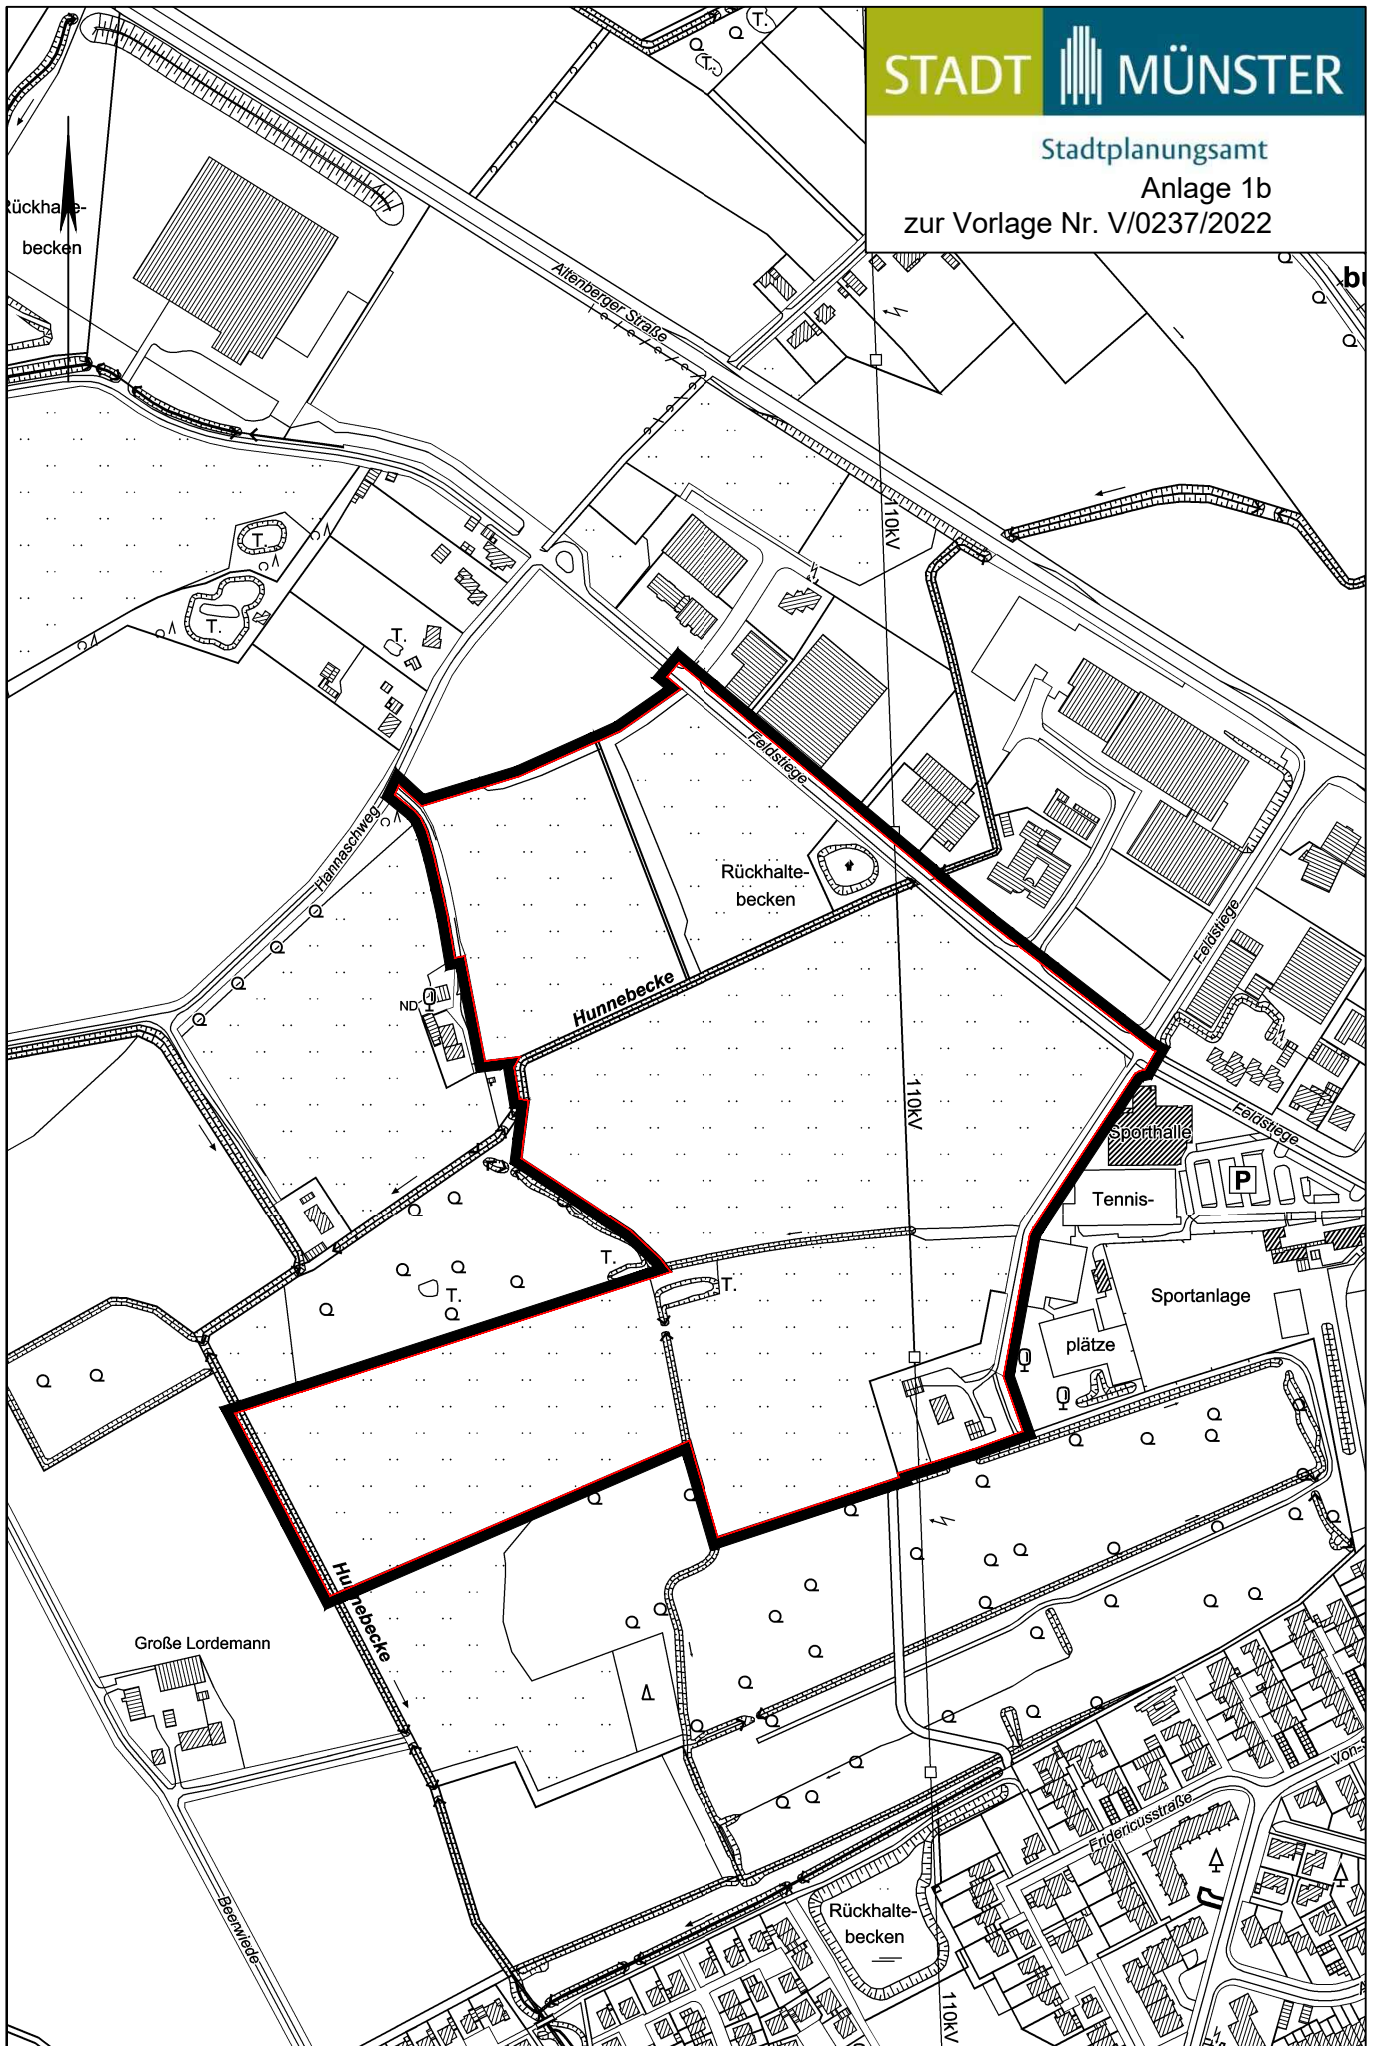 STADT MÜNSTER
Stadtplanungsamt
Anlage 1b
zur Vorlage Nr. V/0237/2022
T.
T.
becken
Altenberger Straße
110kV
T.
T.
T.
Feldstiege
Hannaschweg
Rückhalte-
becken
Feldstiege
ND
Hunnebecke
110kV
Sporthalle
Feldstiege
P
Tennis-
T.
T.
T.
Sportanlage
plätze
Hunnebecke
Große Lordemann
Fridericusstraße
Beerwiede
Rückhalte-
becken
110kV